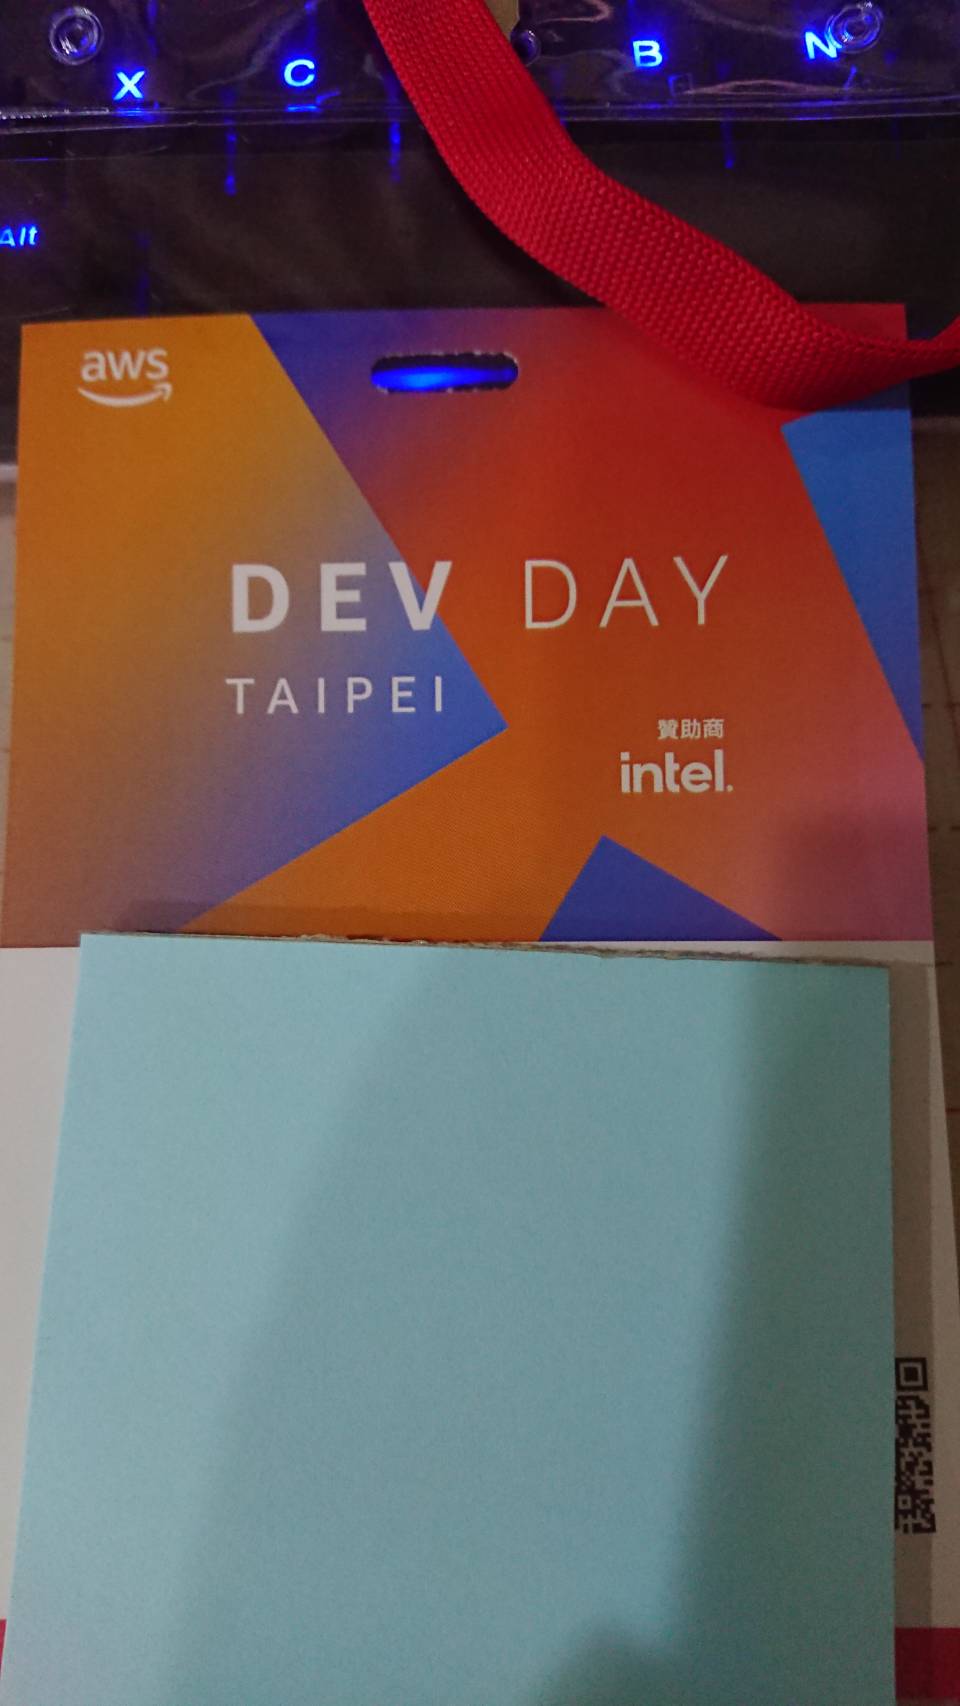 X C B N
Alt
aws
DEV DAY
TAIPEI
贊助商
intel.